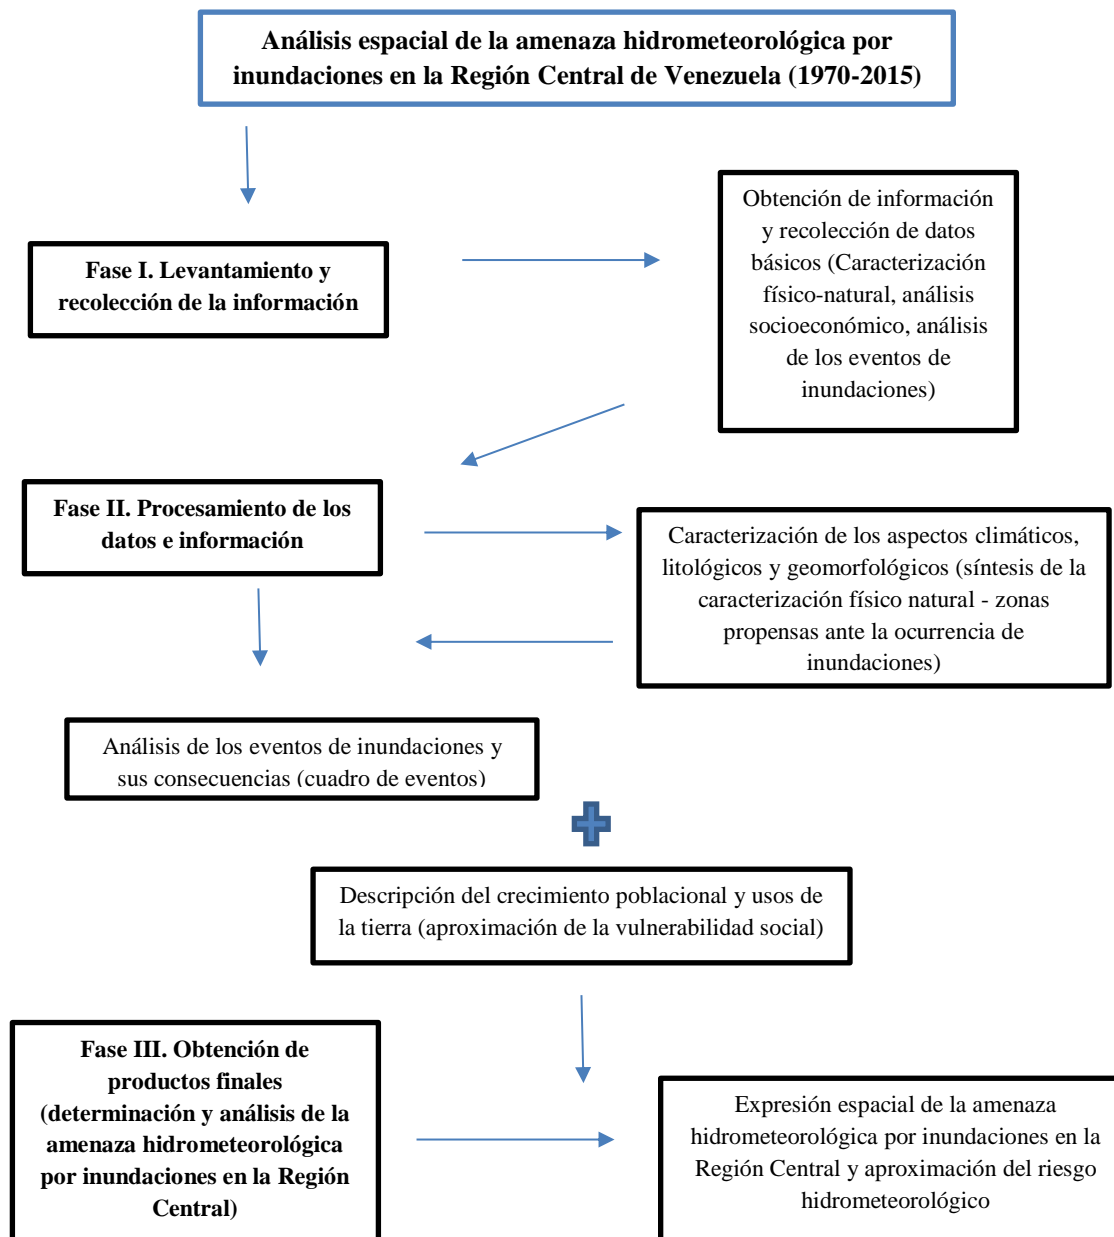 Análisis espacial de la amenaza hidrometeorológica por
inundaciones en la Región Central de Venezuela (1970-2015)
Fase I. Levantamiento y
recolección de la información
Obtención de información
y recolección de datos
básicos (Caracterización
físico-natural, análisis
socioeconómico, análisis
de los eventos de
inundaciones)
Fase II. Procesamiento de los
datos e información
Caracterización de los aspectos climáticos,
litológicos y geomorfológicos (síntesis de la
caracterización físico natural - zonas
propensas ante la ocurrencia de
inundaciones)
Análisis de los eventos de inundaciones y
sus consecuencias (cuadro de eventos)
Descripción del crecimiento poblacional y usos de
la tierra (aproximación de la vulnerabilidad social)
Fase III. Obtención de
productos finales
(determinación y análisis de la
amenaza hidrometeorológica
por inundaciones en la Región
Central)
Expresión espacial de la amenaza
hidrometeorológica por inundaciones en la
Región Central y aproximación del riesgo
hidrometeorológico